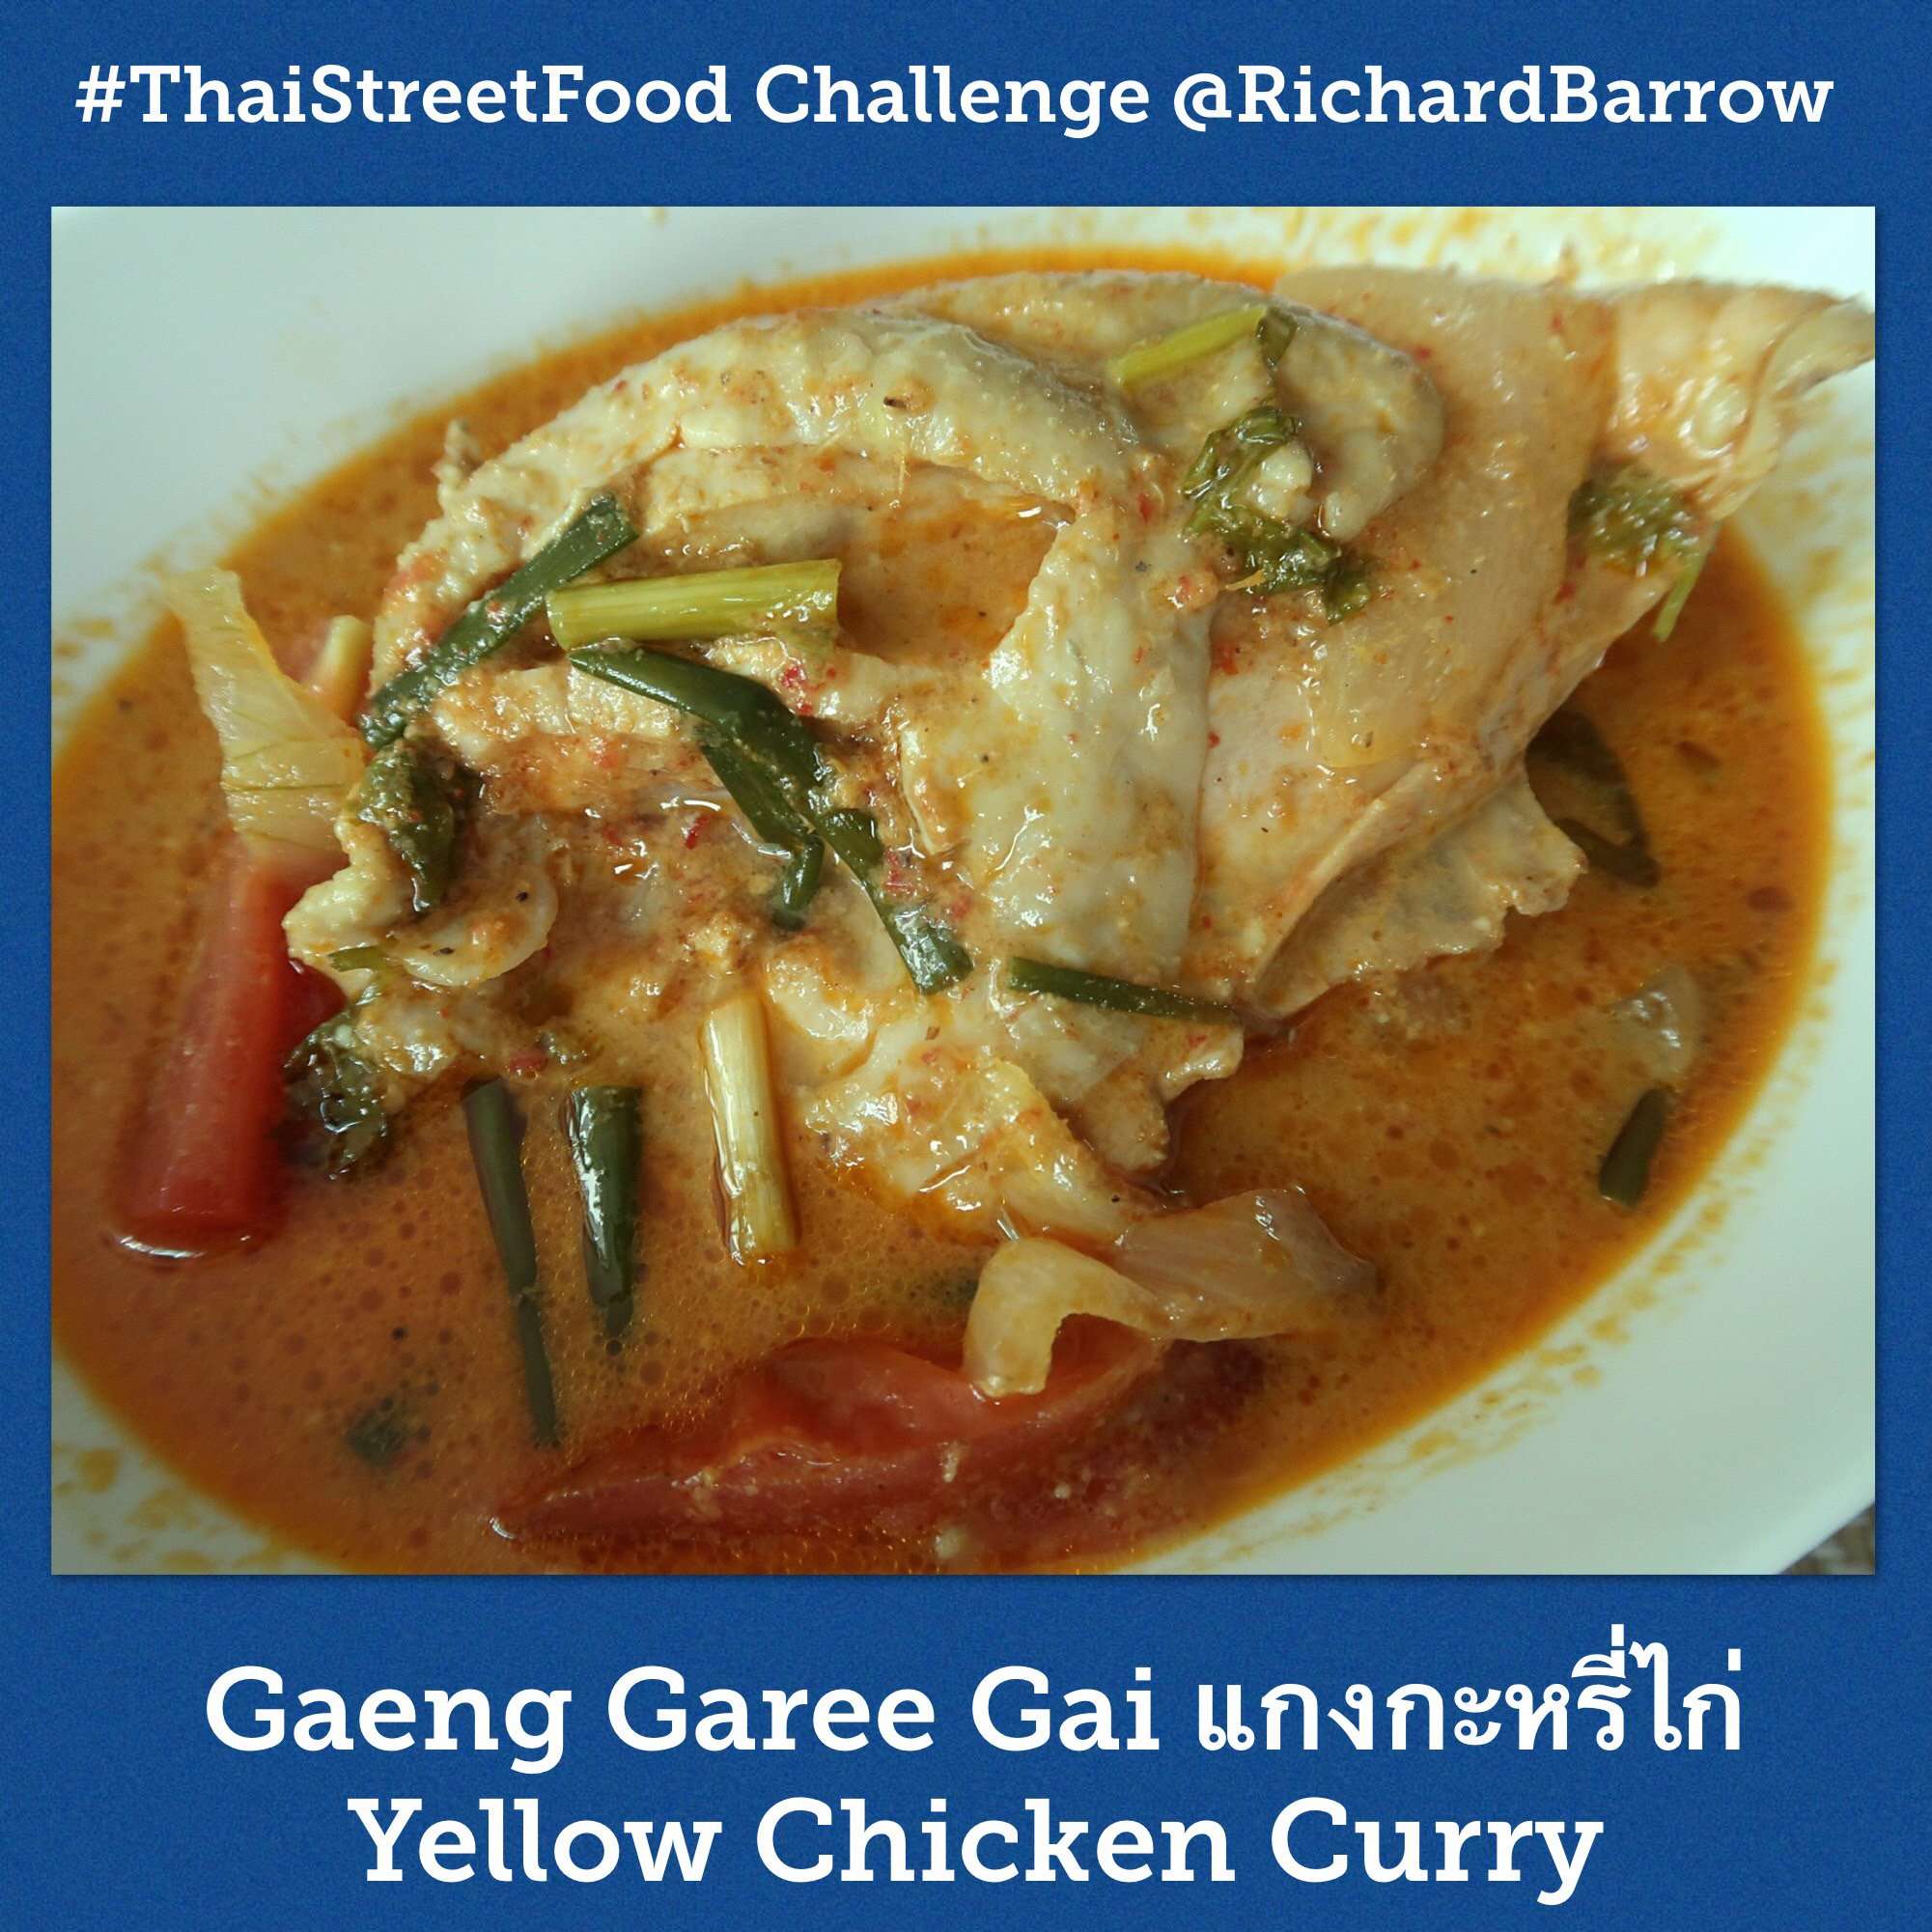 #ThaiStreetFood Challenge @RichardBarrow
Gaeng Garee Gai แกงกะหรี่ไก่
Yellow Chicken Curry